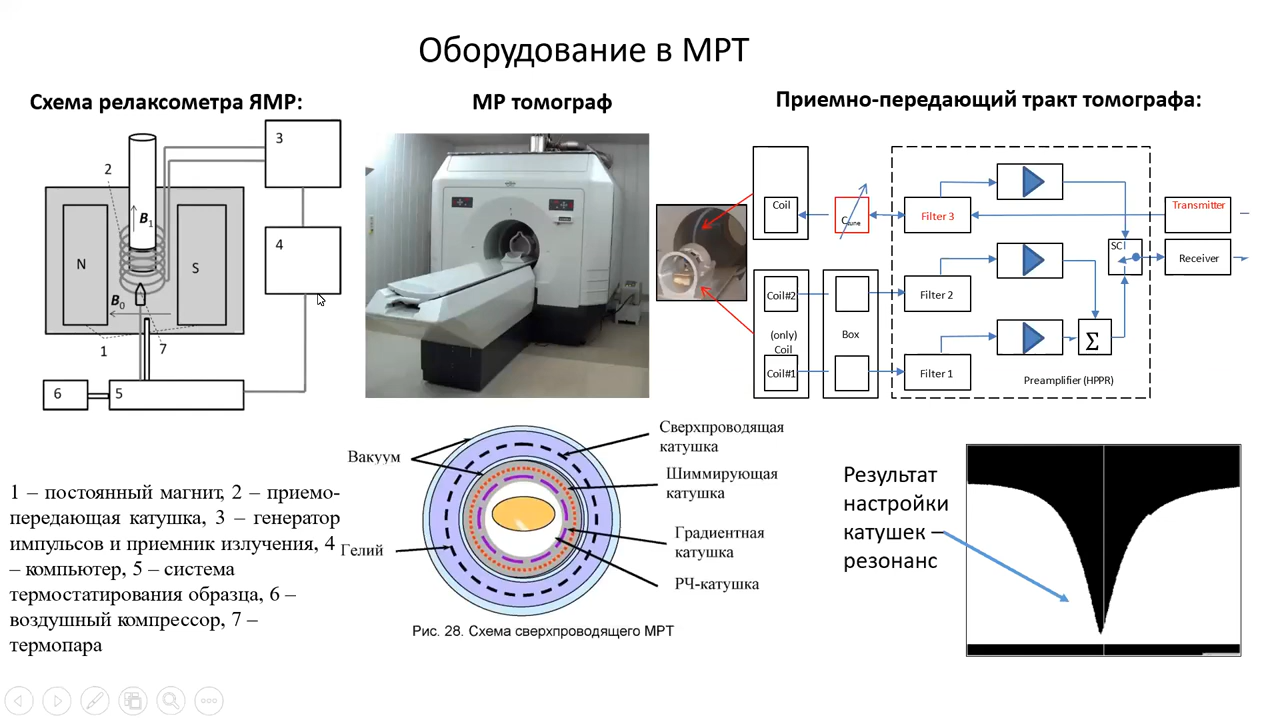 Оборудование в МРТ
Схема релаксометра ЯМР:
3
2
B1
N
S
4
B0
1
7
6
5
1 – постоянный магнит, 2 – приемо-
передающая катушка, 3 – генератор
импульсов и приемник излучения, 4
– компьютер, 5 – система
термостатирования образца, 6 –
воздушный компрессор, 7 –
термопара
МР томограф
Вакуум
Гелий
Сверхпроводящая
катушка
Шиммирующая
катушка
Градиентная
катушка
РЧ-катушка
Рис. 28. Схема сверхпроводящего МРТ
Приемно-передающий тракт томографа:
Coil
Filter 3
Transmitter
Receiver
Coil#2
(only)
Coil
Coil#1
Box
Filter 2
Filter 1
Σ
Preamplifier (HPPR)
Результат
настройки
катушек –
резонанс